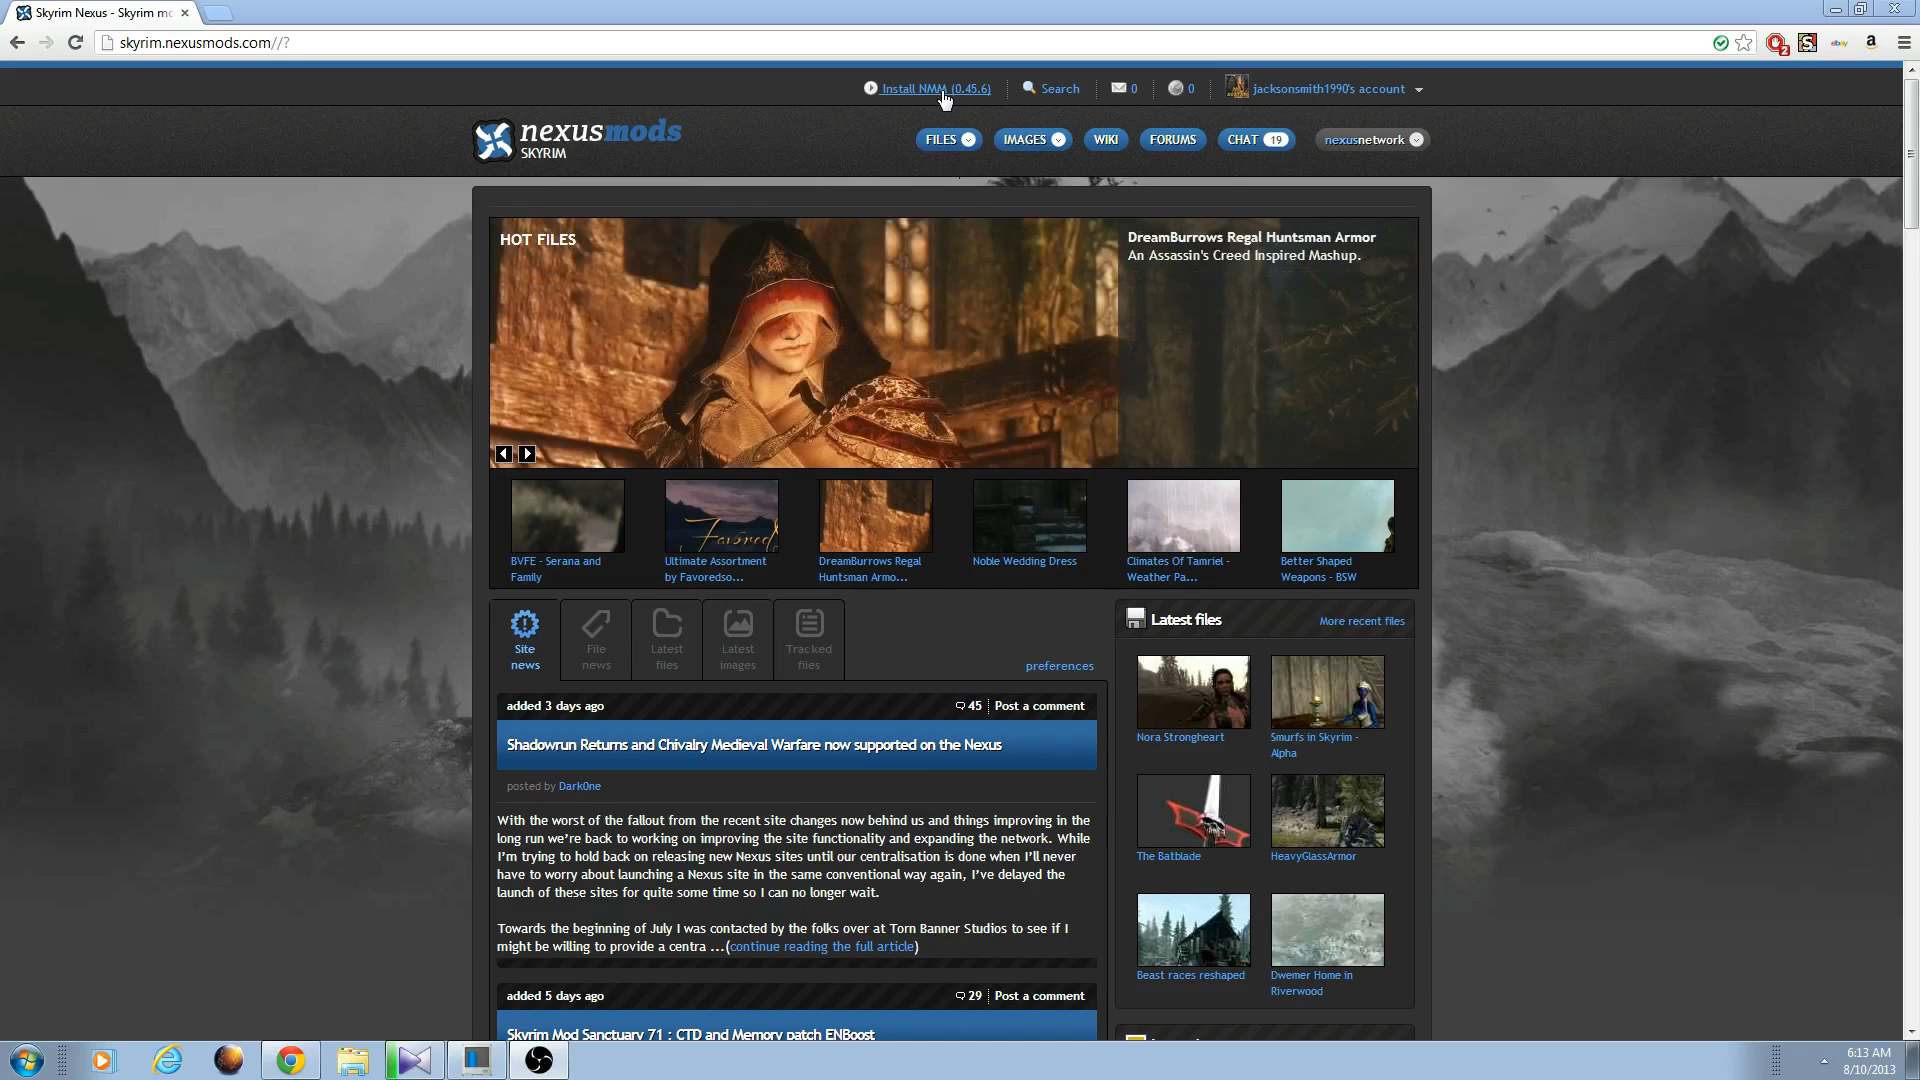 Skyrim Nexus - Skyrim mo
skyrim.nexusmods.com//?
2
ebay
a
Install NMM (0.45.6)
Search
0
0
jacksonsmith1990's account
nexusmods
SKYRIM
FILES
IMAGES
WIKI
FORUMS
CHAT 19
nexusnetwork
HOT FILES
DreamBurrows Regal Huntsman Armor
An Assassin's Creed Inspired Mashup.
Favored
BVFE - Serana and
Family
Ultimate Assortment
by Favoredso...
DreamBurrows Regal
Huntsman Armo...
Noble Wedding Dress
Climates Of Tamriel -
Weather Pa...
Better Shaped
Weapons - BSW
Site
news
File
news
Latest
files
Latest
images
Tracked
files
preferences
Latest files
More recent files
Nora Strongheart
Smurfs in Skyrim -
Alpha
The Batblade
HeavyGlassArmor
Beast races reshaped
Dwemer Home in
Riverwood
added 3 days ago
45
Post a comment
Shadowrun Returns and Chivalry Medieval Warfare now supported on the Nexus
posted by Dark0ne
With the worst of the fallout from the recent site changes now behind us and things improving in the
long run we're back to working on improving the site functionality and expanding the network. While
I'm trying to hold back on releasing new Nexus sites until our centralisation is done when I'll never
have to worry about launching a Nexus site in the same conventional way again, I've delayed the
launch of these sites for quite some time so I can no longer wait.
Towards the beginning of July I was contacted by the folks over at Torn Banner Studios to see if I
might be willing to provide a centra ...(continue reading the full article)
added 5 days ago
29
Post a comment
Skyrim Mod Sanctuary 71 : CTD and Memory patch ENBoost
6:13 AM
8/10/2013